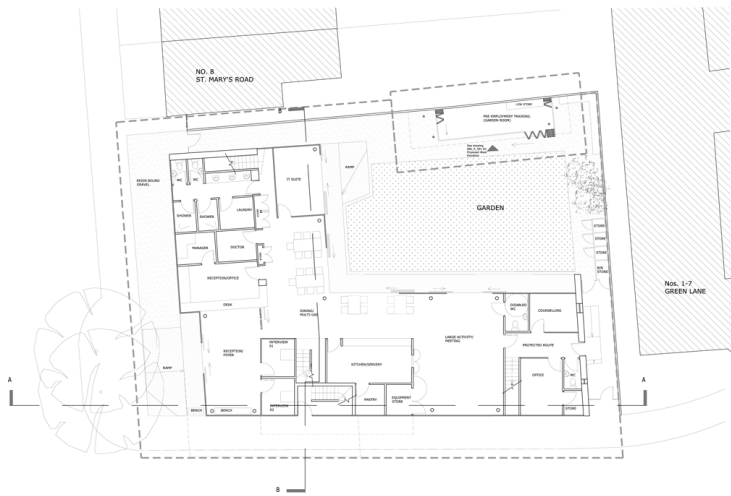 NO. 8
ST. MARY'S ROAD
LOW STORE
PRE EMPLOYMENT TRAINING
(GARDEN ROOM)
B
RESIN BOUND
GRAVEL
WC
WC
IT SUITE
RAMP
GARDEN
SHOWER
SHOWER
LAUNDRY
MANAGER
DOCTOR
STORE
STORE
STORE
BIN
STORE
RECEPTION/OFFICE
Nos. 1-7
GREEN LANE
DESK
DINING/
MULTI USE
DISABLED
WC
COUNSELLING
RECEPTION/
FOYER
INTERVIEW
01
LARGE ACTIVITY/
MEETING
PROTECTED ROUTE
KITCHEN/SERVERY
RAMP
OFFICE
WC
A
A
PANTRY
EQUIPMENT
STORE
BENCH
BENCH
INTERVIEW
02
STORE
B